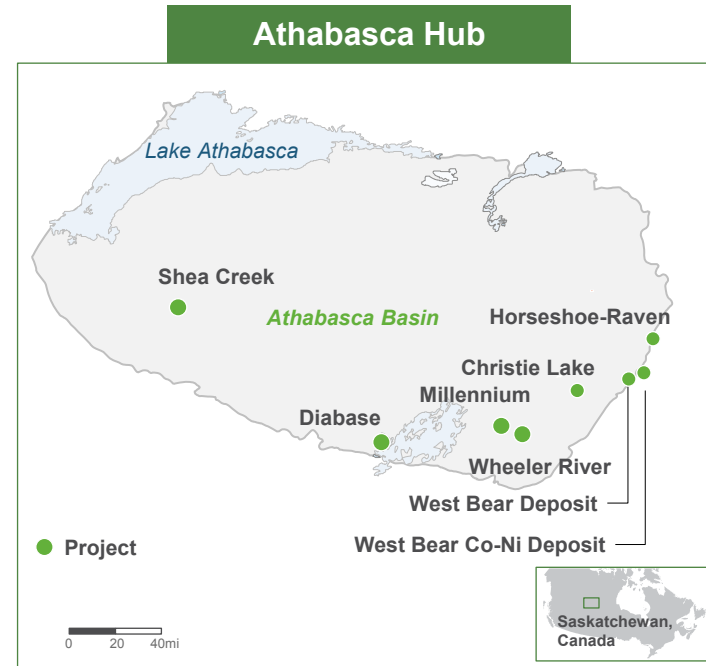 Athabasca Hub
Lake Athabasca
Shea Creek
Athabasca Basin
Horseshoe-Raven
Christie Lake
Millennium
Diabase
Wheeler River
West Bear Deposit
West Bear Co-Ni Deposit
Project
0 20 40mi
Saskatchewan,
Canada